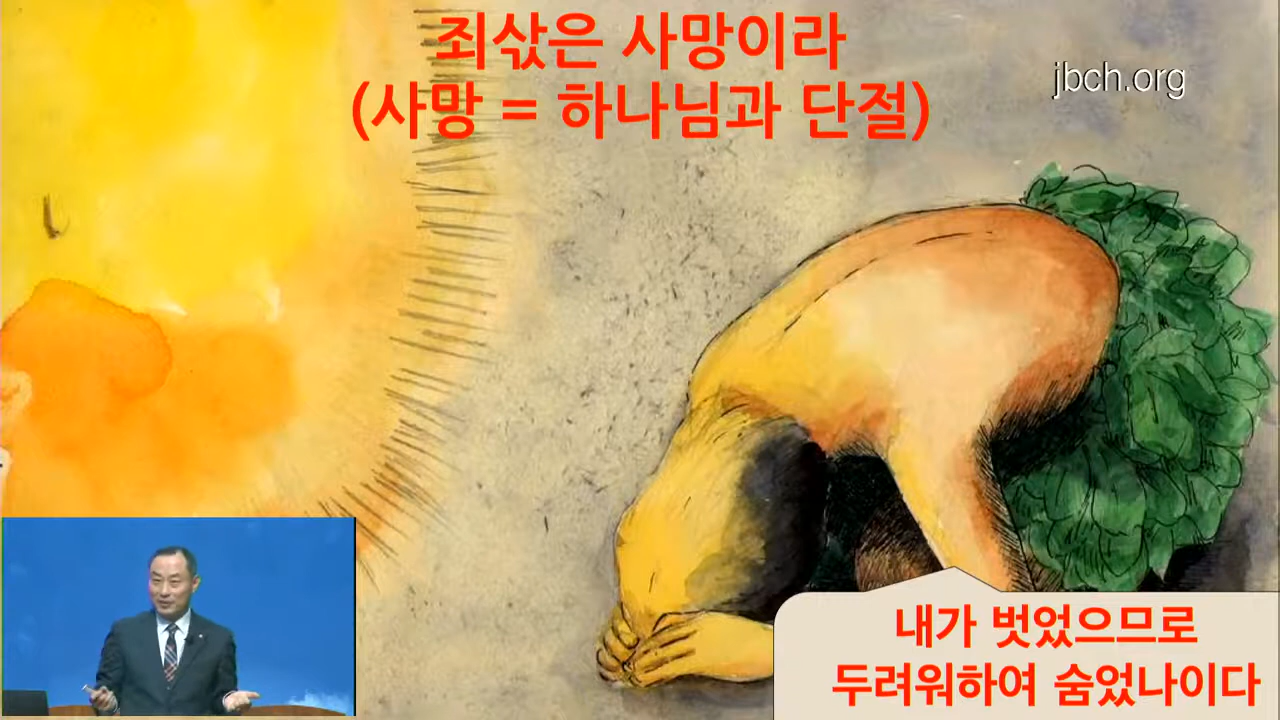 죄삯은 사망이라
(사망 = 하나님과 단절)
jbch.org
내가 벗었으므로
두려워하여 숨었나이다